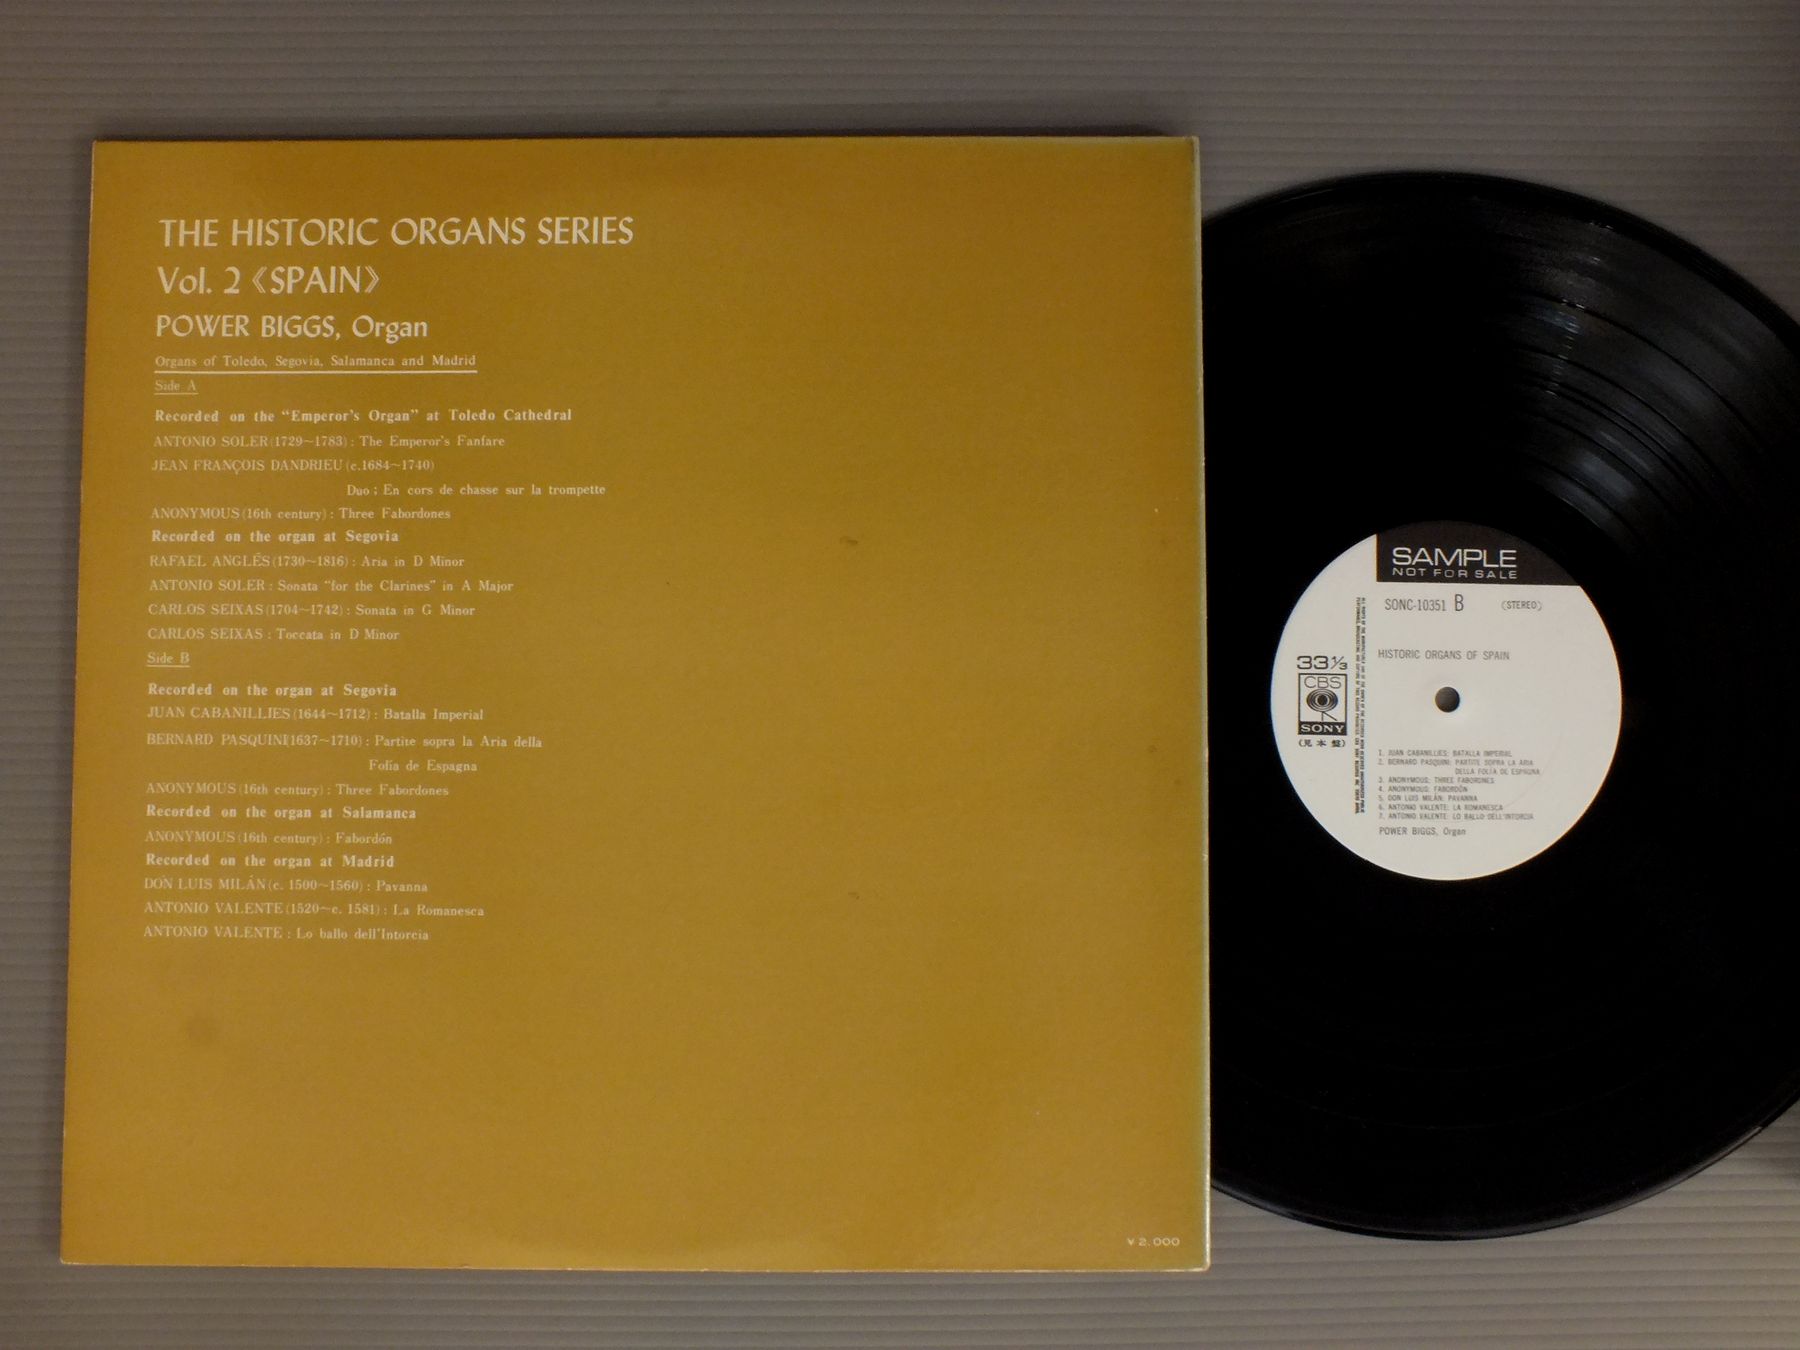 THE HISTORIC ORGANS SERIES
Vol. 2《SPAIN》
POWER BIGGS, Organ
Organs of Toledo, Segovia, Salamanca and Madrid
Side A
Recorded on the “Emperor's Organ” at Toledo Cathedral
ANTONIO SOLER (1729〜1783) : The Emperor's Fanfare
JEAN FRANÇOIS DANDRIEU (c.1684〜1740)
Duo ; En cors de chasse sur la trompette
ANONYMOUS (16th century) : Three Fabordones
Recorded on the organ at Segovia
RAFAEL ANGLÉS (1730〜1816) : Aria in D Minor
ANTONIO SOLER : Sonata “for the Clarines” in A Major
CARLOS SEIXAS (1704〜1742) : Sonata in G Minor
CARLOS SEIXAS : Toccata in D Minor
Side B
Recorded on the organ at Segovia
JUAN CABANILLIES (1644〜1712) : Batalla Imperial
BERNARD PASQUINI(1637〜1710) : Partite sopra la Aria della
Folía de Espagna
ANONYMOUS (16th century) : Three Fabordones
Recorded on the organ at Salamanca
ANONYMOUS (16th century) : Fabordón
Recorded on the organ at Madrid
DON LUIS MILÁN (c. 1500〜1560) : Pavanna
ANTONIO VALENTE (1520〜c. 1581) : La Romanesca
ANTONIO VALENTE : Lo ballo dell'Intorcia
¥2,000
SAMPLE
NOT FOR SALE
SONC-10351 B (STEREO)
HISTORIC ORGANS OF SPAIN
33 1/3
CBS
SONY
(見本盤)
1. JUAN CABANILLIES: BATALLA IMPERIAL
2. BERNARD PASQUINI: PARTITE SOPRA LA ARIA
DELLA FOLÍA DE ESPAGNA
3. ANONYMOUS: THREE FABORDONES
4. ANONYMOUS: FABORDÓN
5. DON LUIS MILÁN: PAVANNA
6. ANTONIO VALENTE: LA ROMANESCA
7. ANTONIO VALENTE: LO BALLO DELL'INTORCIA
POWER BIGGS, Organ